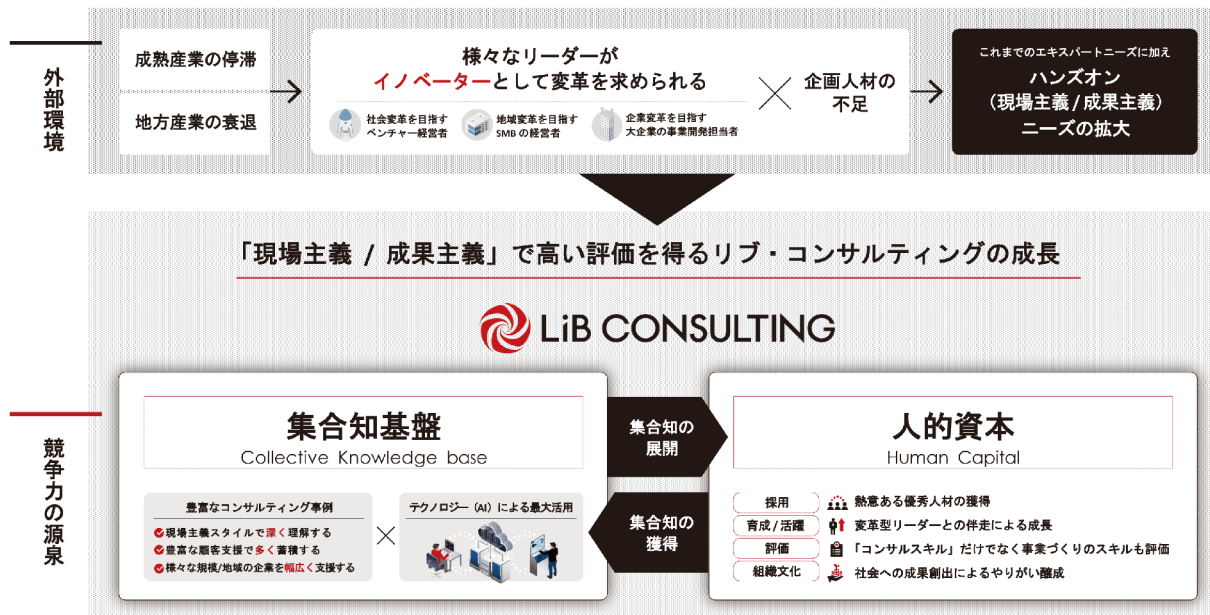 外部環境
成熟産業の停滞
地方産業の衰退
様々なリーダーが
イノベーターとして変革を求められる
社会変革を目指す
ベンチャー経営者
地域変革を目指す
SMBの経営者
企業変革を目指す
大企業の事業開発担当者
企画人材の
不足
これまでのエキスパートニーズに加え
ハンズオン
(現場主義/成果主義)
ニーズの拡大
「現場主義 / 成果主義」で高い評価を得るリブ・コンサルティングの成長
LiB CONSULTING
競争力の源泉
集合知基盤
Collective Knowledge base
豊富なコンサルティング事例
現場主義スタイルで深く理解する
豊富な顧客支援で多く蓄積する
様々な規模/地域の企業を幅広く支援する
テクノロジー(AI)による最大活用
集合知の
展開
集合知の
獲得
人的資本
Human Capital
採用
熱意ある優秀人材の獲得
育成/活躍
変革型リーダーとの伴走による成長
評価
「コンサルスキル」だけでなく事業づくりのスキルも評価
組織文化
社会への成果創出によるやりがい醸成